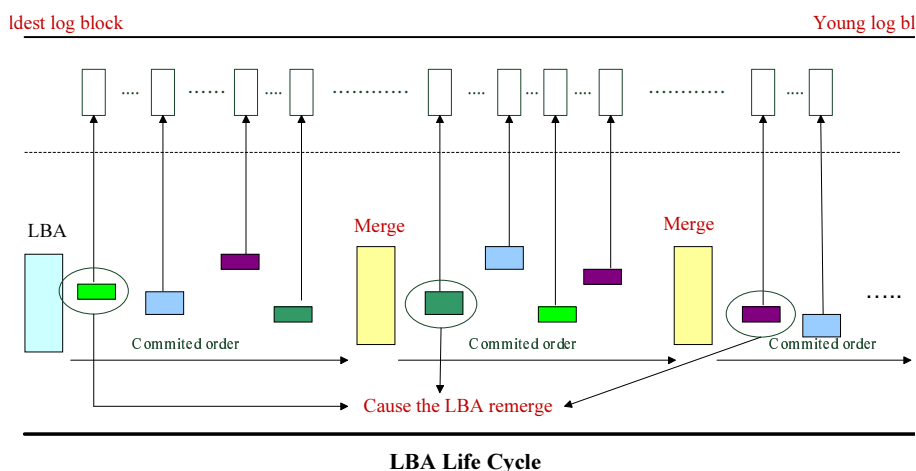 ldest log block
Young log bl
LBA
Merge
Merge
Commited order
Commited order
Commited order
Cause the LBA remerge
LBA Life Cycle